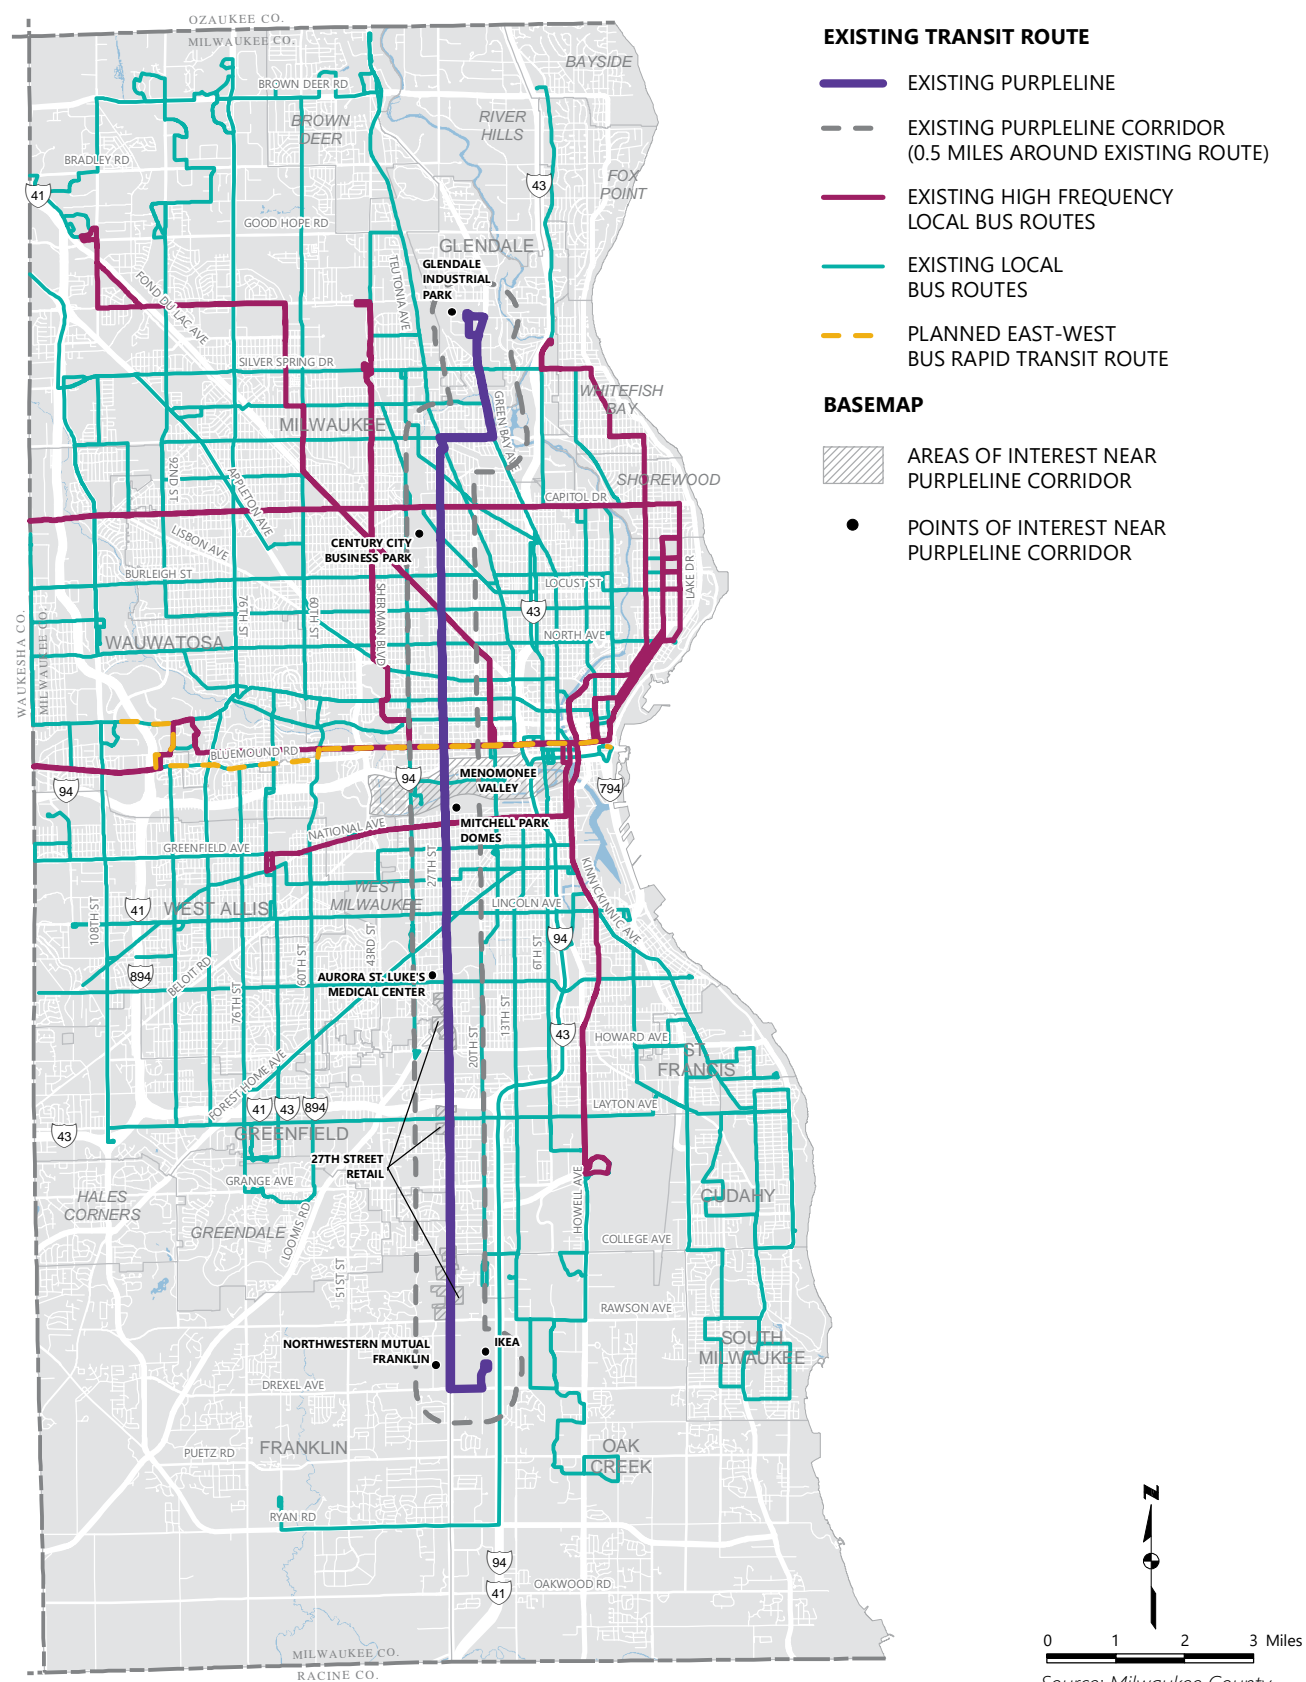 OZAUKEE CO.
MILWAUKEE CO.
BAYSIDE
BROWN DEER RD
BROWN
DEER
RIVER
HILLS
BRADLEY RD
FOX
POINT
41
43
GOOD HOPE RD
GLENDALE
GLENDALE
INDUSTRIAL
PARK
TEUTONIA AVE
FOND DU LAC AVE
SILVER SPRING DR
WHITEFISH
BAY
GREEN BAY AVE
MILWAUKEE
92ND ST
APPLETON AVE
SHOREWOOD
CAPITOL DR
LISBON AVE
CENTURY CITY
BUSINESS PARK
BURLEIGH ST
LOCUST ST
LAKE DR
76TH ST
60TH ST
SHERMAN BLVD
43
WAUKESHA CO.
MILWAUKEE CO.
WAUWATOSA
NORTH AVE
BLUEMOUND RD
94
94
MENOMONEE
VALLEY
794
MITCHELL PARK
DOMES
NATIONAL AVE
GREENFIELD AVE
27TH ST
KINNICKINNIC AVE
WEST
MILWAUKEE
LINCOLN AVE
108TH ST
41
WEST ALLIS
43RD ST
6TH ST
94
894
BELOIT RD
60TH ST
AURORA ST. LUKE'S
MEDICAL CENTER
76TH ST
13TH ST
20TH ST
43
HOWARD AVE
ST.
FRANCIS
FOREST HOME AVE
41
43
894
LAYTON AVE
43
GREENFIELD
27TH STREET
RETAIL
GRANGE AVE
HALES
CORNERS
HOWELL AVE
CUDAHY
GREENDALE
LOOMIS RD
COLLEGE AVE
51ST ST
RAWSON AVE
NORTHWESTERN MUTUAL
FRANKLIN
IKEA
SOUTH
MILWAUKEE
DREXEL AVE
FRANKLIN
PUETZ RD
OAK
CREEK
RYAN RD
94
41
OAKWOOD RD
MILWAUKEE CO.
RACINE CO.
EXISTING TRANSIT ROUTE
EXISTING PURPLELINE
EXISTING PURPLELINE CORRIDOR
(0.5 MILES AROUND EXISTING ROUTE)
EXISTING HIGH FREQUENCY
LOCAL BUS ROUTES
EXISTING LOCAL
BUS ROUTES
PLANNED EAST-WEST
BUS RAPID TRANSIT ROUTE
BASEMAP
AREAS OF INTEREST NEAR
PURPLELINE CORRIDOR
POINTS OF INTEREST NEAR
PURPLELINE CORRIDOR
N
0 1 2 3 Miles
Source: Milwaukee County